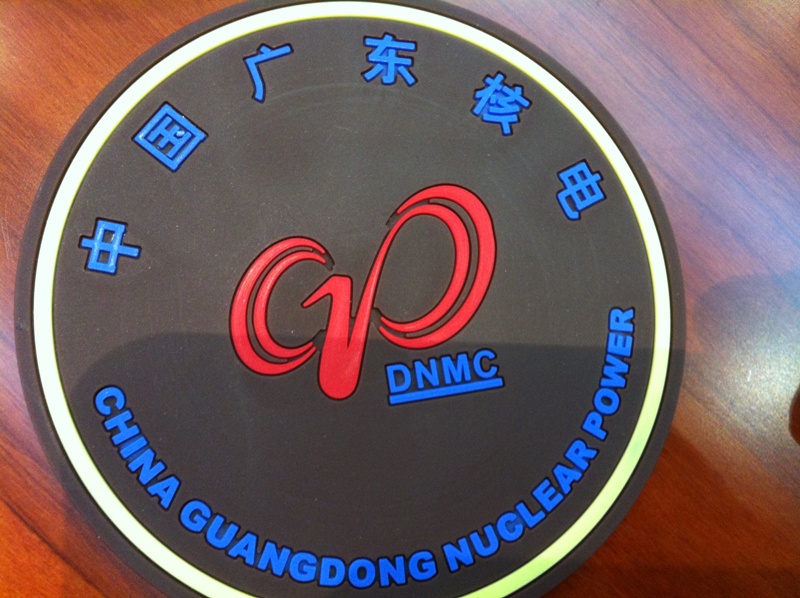 中国广东核电
DNMC
CHINA GUANGDONG NUCLEAR POWER